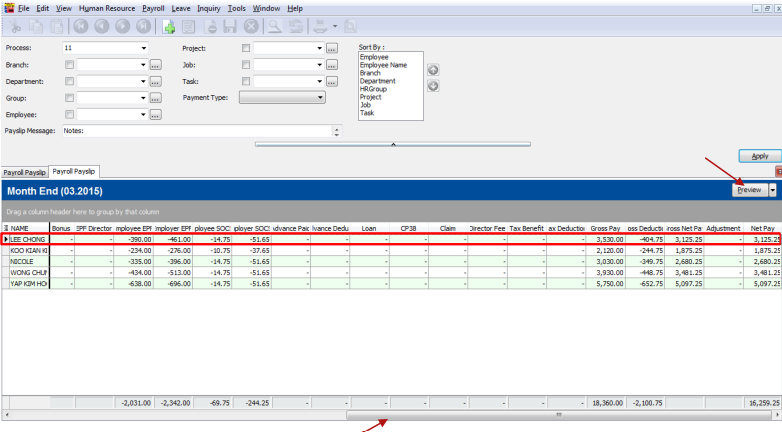 File Edit View Human Resource Payroll Leave Inquiry Tools Window Help
Process: 11 Project: ... Sort By :
Branch: ... Job: ... Employee
Department: ... Task: ... Employee Name
Group: ... Payment Type: Branch
Employee: ... Department
HRGroup
Project
Job
Task
Payslip Message: Notes:
Apply
Payroll Payslip Payroll Payslip
Month End (03.2015) Preview
Drag a column header here to group by that column
NAME Bonus EPF Director mployee EPF mployer EPF ployee SOC: ployer SOC: Advance Paid lvance Dedu Loan CP38 Claim Director Fee Tax Benefit ax Deduction Gross Pay oss Deductio ross Net Pa Adjustment Net Pay
LEE CHONG - - -390.00 -461.00 -14.75 -51.65 - - - - - - - - 3,530.00 -404.75 3,125.25 - 3,125.25
KOO KIAN KI - - -234.00 -276.00 -10.75 -37.65 - - - - - - - - 2,120.00 -244.75 1,875.25 - 1,875.25
NICOLE - - -335.00 -396.00 -14.75 -51.65 - - - - - - - - 3,030.00 -349.75 2,680.25 - 2,680.25
WONG CHUN - - -434.00 -513.00 -14.75 -51.65 - - - - - - - - 3,930.00 -448.75 3,481.25 - 3,481.25
YAP KIM HO - - -638.00 -696.00 -14.75 -51.65 - - - - - - - - 5,750.00 -652.75 5,097.25 - 5,097.25
-2,031.00 -2,342.00 -69.75 -244.25 - - - - - - - - 18,360.00 -2,100.75 16,259.25